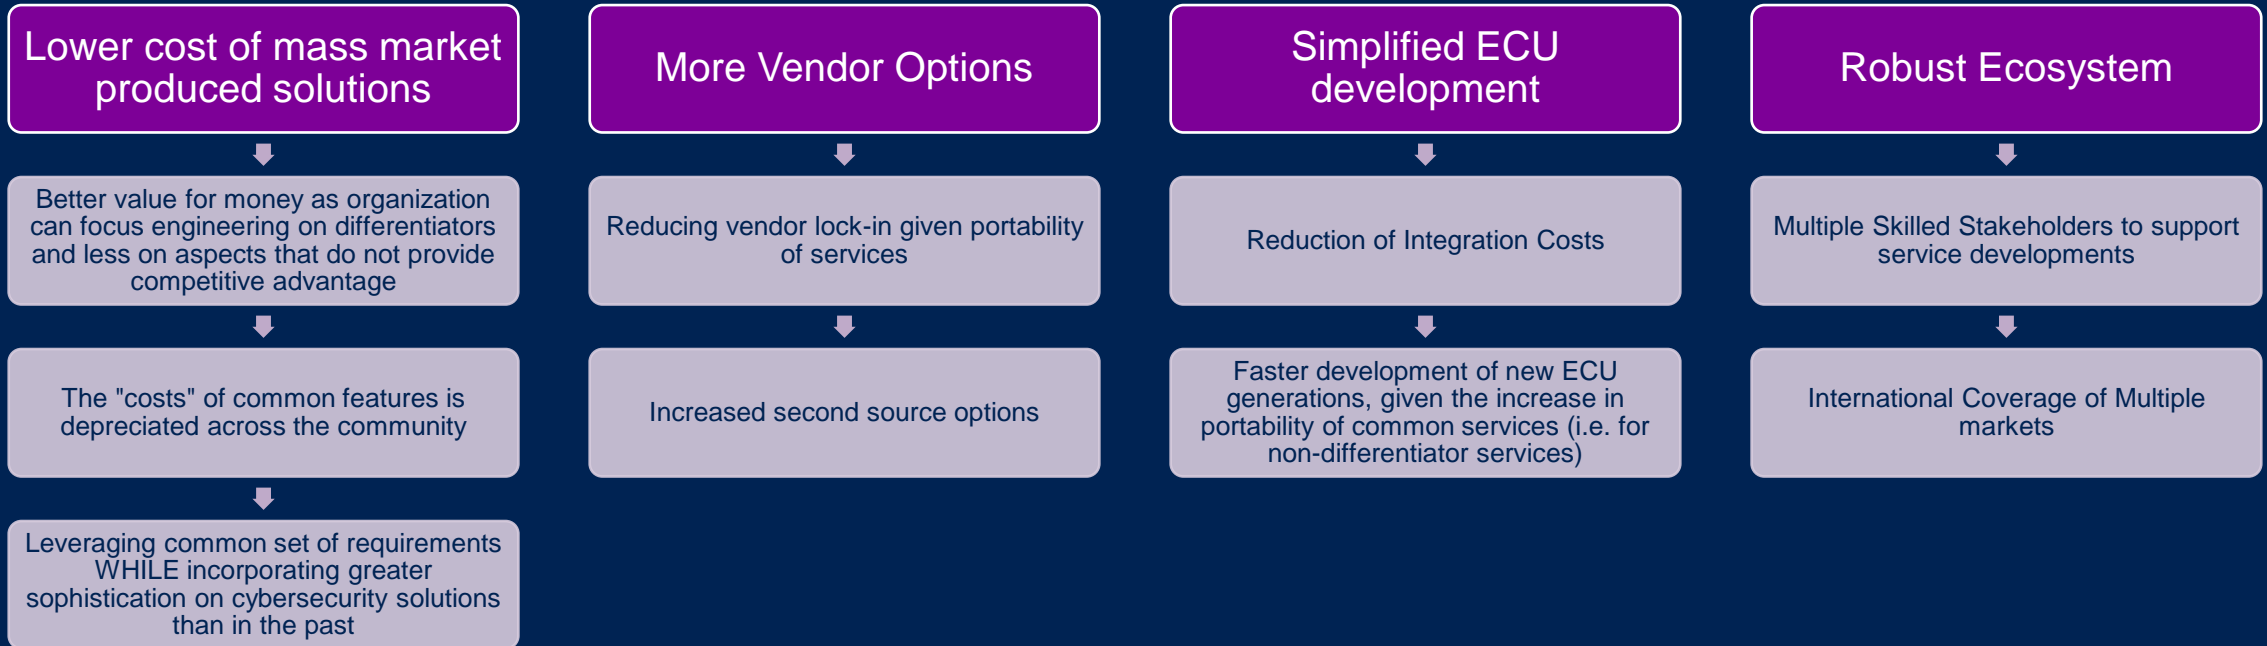 Lower cost of mass market
produced solutions
Better value for money as organization
can focus engineering on differentiators
and less on aspects that do not provide
competitive advantage
The "costs" of common features is
depreciated across the community
Leveraging common set of requirements
WHILE incorporating greater
sophistication on cybersecurity solutions
than in the past
More Vendor Options
Reducing vendor lock-in given portability
of services
Increased second source options
Simplified ECU
development
Reduction of Integration Costs
Faster development of new ECU
generations, given the increase in
portability of common services (i.e. for
non-differentiator services)
Robust Ecosystem
Multiple Skilled Stakeholders to support
service developments
International Coverage of Multiple
markets